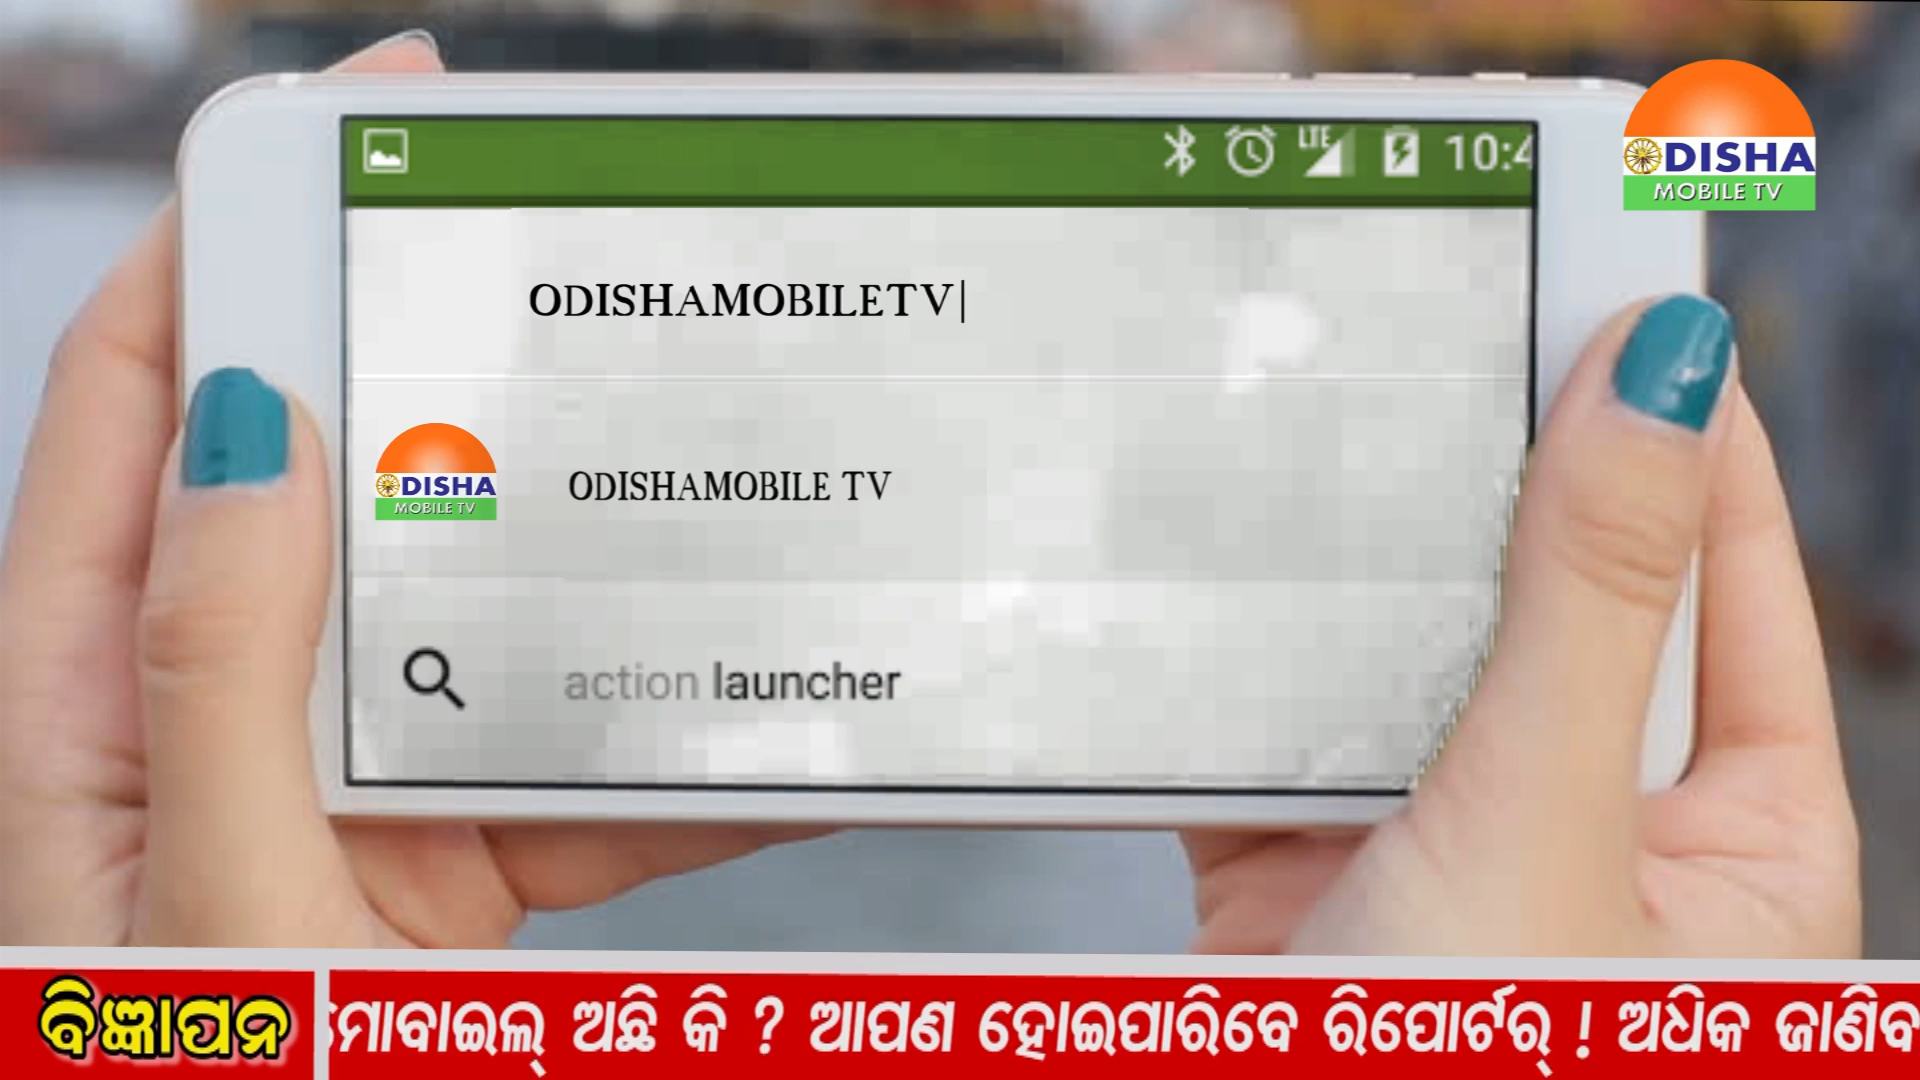 LTE 10:4
DISHA
MOBILE TV
ODISHAMOBILETV
DISHA
MOBILE TV
ODISHAMOBILE TV
action launcher
ବିଜ୍ଞାପନ
ମୋବାଇଲ୍ ଅଛି କି ? ଆପଣ ହୋଇପାରିବେ ରିପୋର୍ଟର୍ ! ଅଧିକ ଜାଣିବ